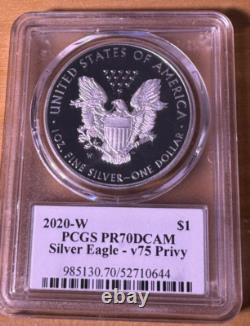 UNITED STATES OF AMERICA
W
1 OZ. FINE SILVER~ONE DOLLAR
2020-W $1
PCGS PR70DCAM
Silver Eagle - v75 Privy
985130.70/52710644